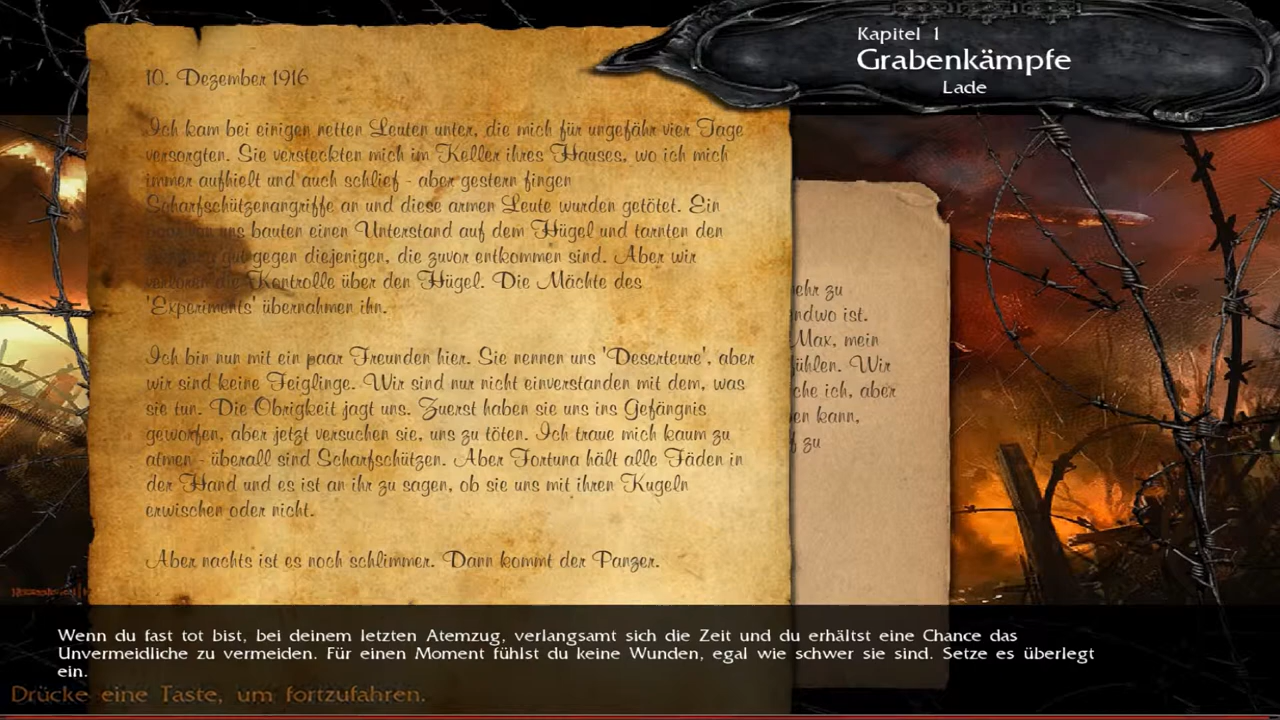 Kapitel 1
Grabenkämpfe
Lade
10. Dezember 1916
Ich kam bei einigen netten Leuten unter, die mich für ungefähr vier Tage
versorgten. Sie versteckten mich im Keller ihres Hauses, wo ich mich
immer aufhielt und auch schlief - aber gestern fingen
Scharfschützenangriffe an und diese armen Leute wurden getötet. Ein
paar von uns bauten einen Unterstand auf dem Hügel und tarnten den
gut gegen diejenigen, die zuvor entkommen sind. Aber wir
verloren die Kontrolle über den Hügel. Die Mächte des
'Experiments' übernahmen ihn.
Ich bin nun mit ein paar Freunden hier. Sie nennen uns 'Deserteure', aber
wir sind keine Feiglinge. Wir sind nur nicht einverstanden mit dem, was
sie tun. Die Obrigkeit jagt uns. Zuerst haben sie uns ins Gefängnis
geworfen, aber jetzt versuchen sie, uns zu töten. Ich traue mich kaum zu
atmen - überall sind Scharfschützen. Aber Fortuna hält alle Fäden in
der Hand und es ist an ihr zu sagen, ob sie uns mit ihren Kugeln
erwischen oder nicht.
Aber nachts ist es noch schlimmer. Dann kommt der Panzer.
ehr zu
ndwo ist.
Max, mein
ühlen. Wir
che ich, aber
en kann,
f zu
Wenn du fast tot bist, bei deinem letzten Atemzug, verlangsamt sich die Zeit und du erhältst eine Chance das
Unvermeidliche zu vermeiden. Für einen Moment fühlst du keine Wunden, egal wie schwer sie sind. Setze es überlegt
ein.
Drücke eine Taste, um fortzufahren.